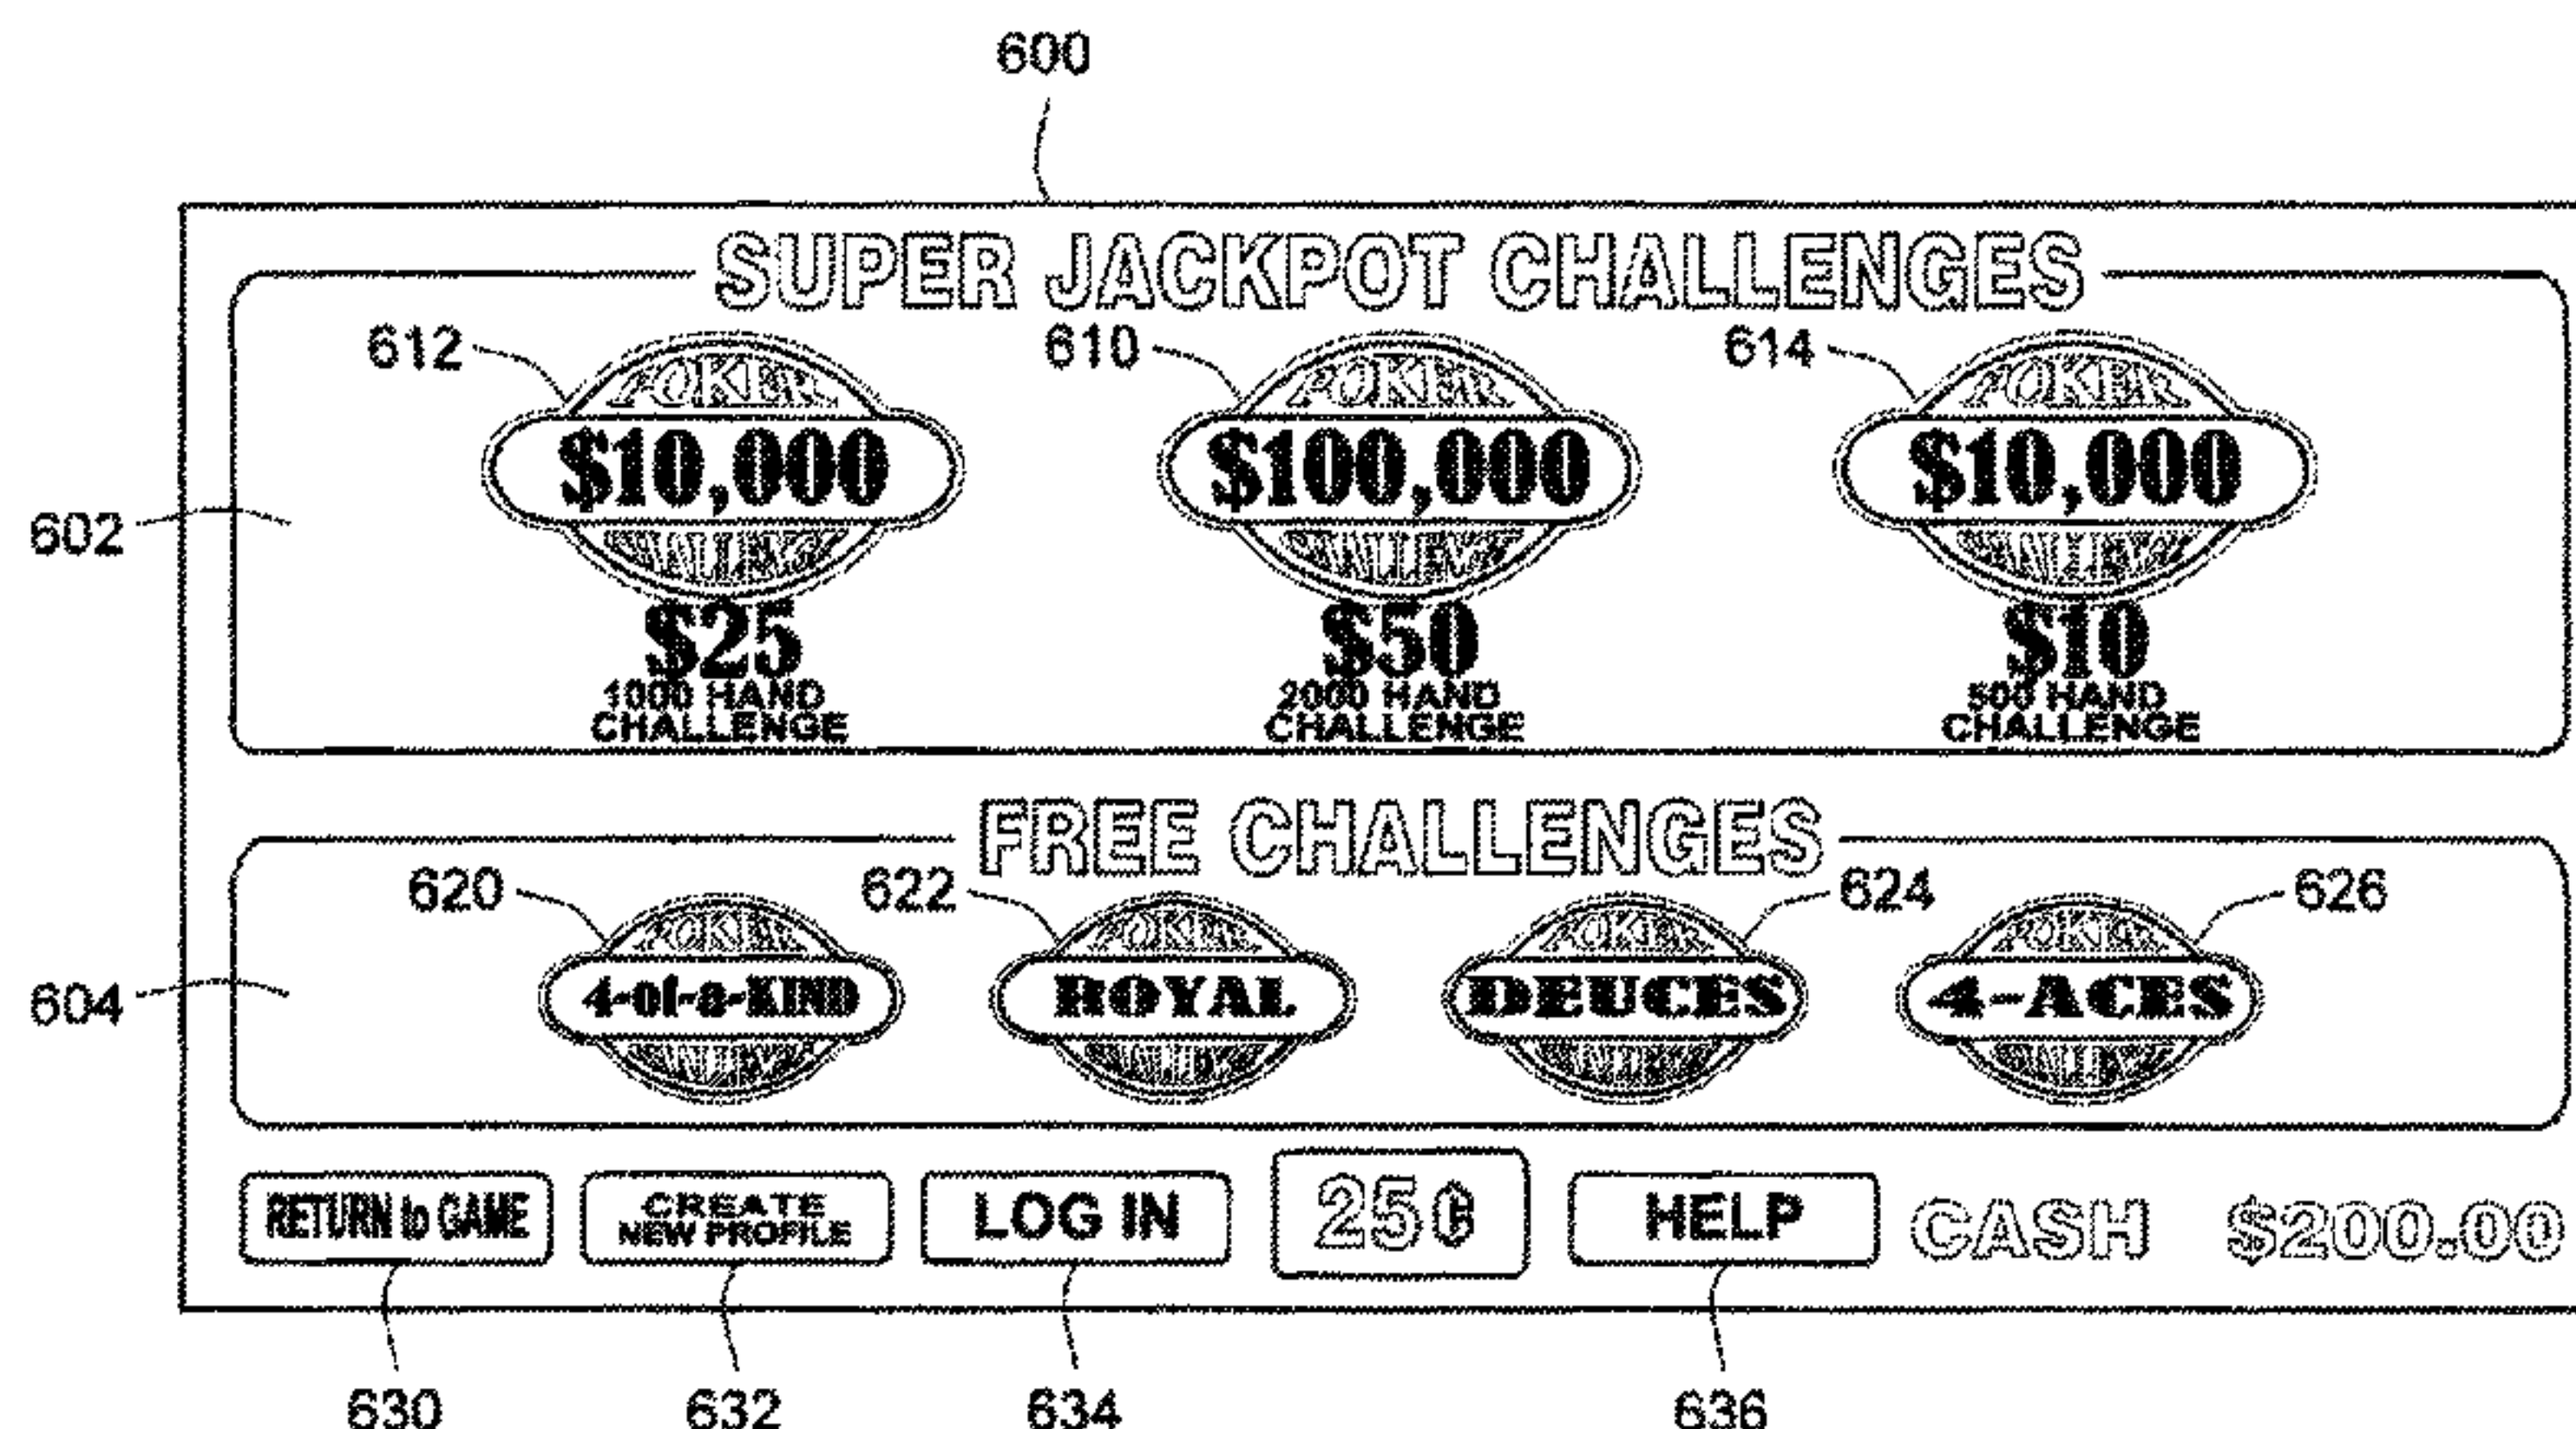 600
SUPER JACKPOT CHALLENGES
612 610 614
POKER POKER POKER
$10,000 $100,000 $10,000
602
$25 $50 $10
1000 HAND 2000 HAND 500 HAND
CHALLENGE CHALLENGE CHALLENGE
FREE CHALLENGES
620 622 624 626
POKER POKER POKER POKER
4-of-a-KIND ROYAL DEUCES 4-ACES
604
RETURN to GAME CREATE NEW PROFILE LOG IN 25¢ HELP CASH $200.00
630 632 634 636